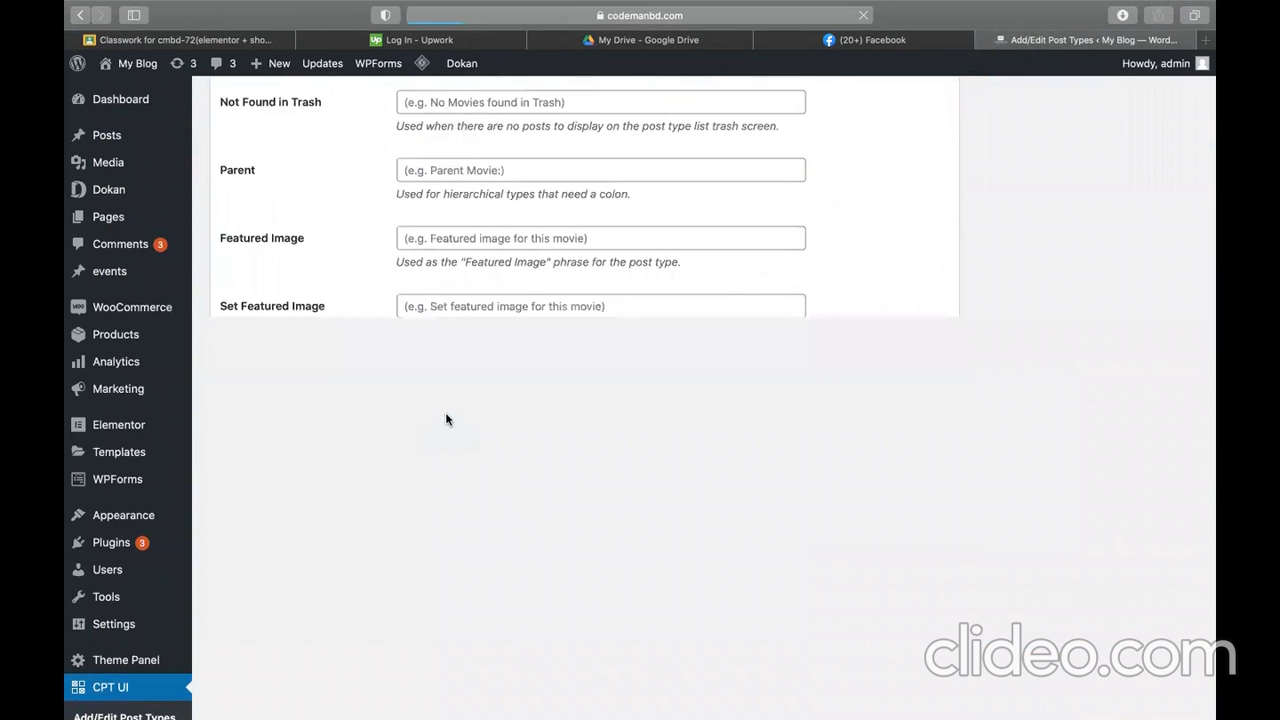 codemanbd.com
Classwork for cmbd-72(elementor + sho...
Up Log In - Upwork
My Drive - Google Drive
(20+) Facebook
Add/Edit Post Types < My Blog — Word...
My Blog 3 3 New Updates WPForms Dokan Howdy, admin
Dashboard
Posts
Media
Dokan
Pages
Comments 3
events
WooCommerce
Products
Analytics
Marketing
Elementor
Templates
WPForms
Appearance
Plugins 3
Users
Tools
Settings
Theme Panel
CPT UI
Add/Edit Post Types
Not Found in Trash (e.g. No Movies found in Trash)
Used when there are no posts to display on the post type list trash screen.
Parent (e.g. Parent Movie:)
Used for hierarchical types that need a colon.
Featured Image (e.g. Featured image for this movie)
Used as the "Featured Image" phrase for the post type.
Set Featured Image (e.g. Set featured image for this movie)
clideo.com